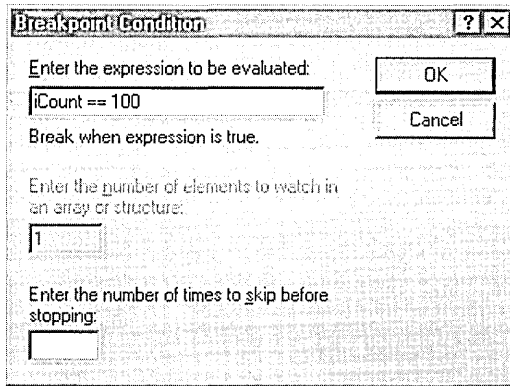 Breakpoint Condition
? ×
Enter the expression to be evaluated:
OK
iCount == 100
Cancel
Break when expression is true.
Enter the number of elements to watch in
an array or structure:
1
Enter the number of times to skip before
stopping: